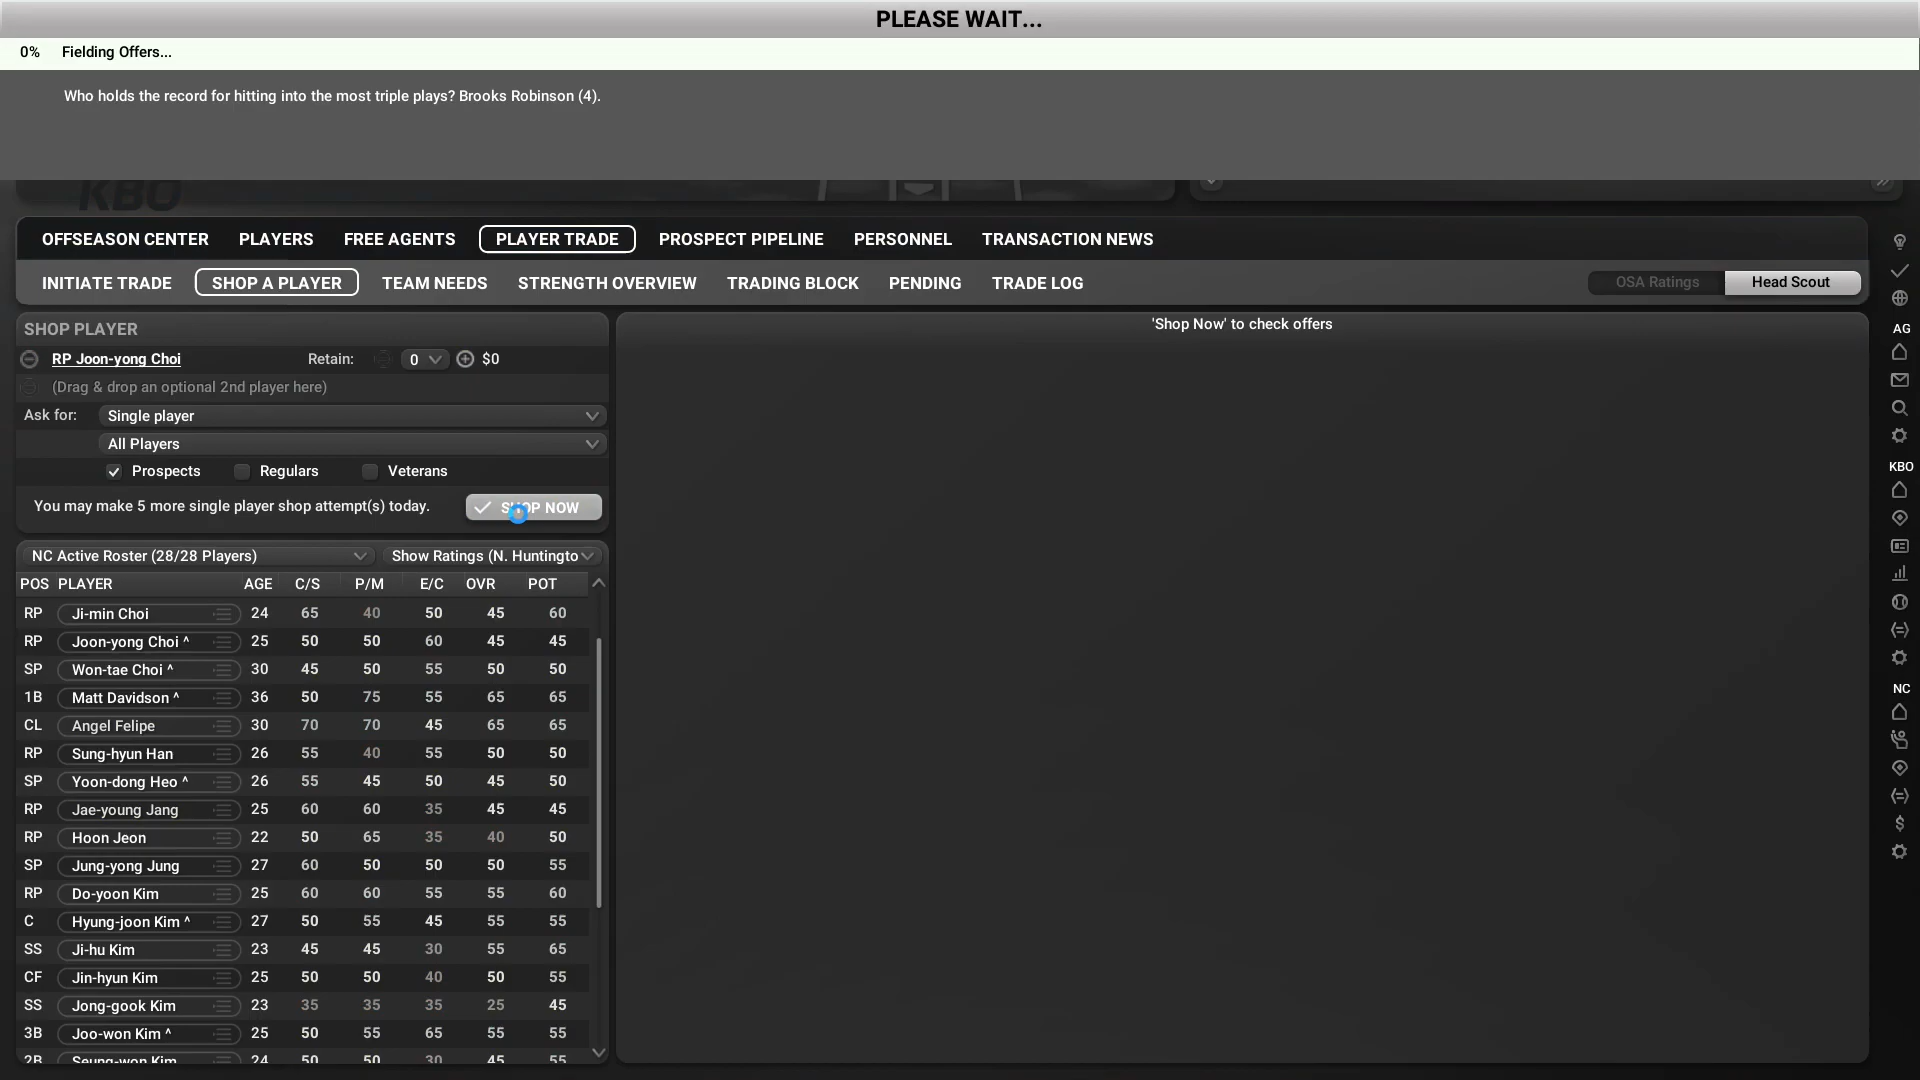 PLEASE WAIT...
0% Fielding Offers...
Who holds the record for hitting into the most triple plays? Brooks Robinson (4).
KBO
OFFSEASON CENTER PLAYERS FREE AGENTS PLAYER TRADE PROSPECT PIPELINE PERSONNEL TRANSACTION NEWS
INITIATE TRADE SHOP A PLAYER TEAM NEEDS STRENGTH OVERVIEW TRADING BLOCK PENDING TRADE LOG OSA Ratings Head Scout
SHOP PLAYER
'Shop Now' to check offers
RP Joon-yong Choi Retain: 0 $0
(Drag & drop an optional 2nd player here)
Ask for: Single player
All Players
Prospects Regulars Veterans
You may make 5 more single player shop attempt(s) today. SHOP NOW
NC Active Roster (28/28 Players) Show Ratings (N. Huntingto
POS PLAYER AGE C/S P/M E/C OVR POT
RP Ji-min Choi 24 65 40 50 45 60
RP Joon-yong Choi ^ 25 50 50 60 45 45
SP Won-tae Choi ^ 30 45 50 55 50 50
1B Matt Davidson ^ 36 50 75 55 65 65
CL Angel Felipe 30 70 70 45 65 65
RP Sung-hyun Han 26 55 40 55 50 50
SP Yoon-dong Heo ^ 26 55 45 50 45 50
RP Jae-young Jang 25 60 60 35 45 45
RP Hoon Jeon 22 50 65 35 40 50
SP Jung-yong Jung 27 60 50 50 50 55
RP Do-yoon Kim 25 60 60 55 55 60
C Hyung-joon Kim ^ 27 50 55 45 55 55
SS Ji-hu Kim 23 45 45 30 55 65
CF Jin-hyun Kim 25 50 50 40 50 55
SS Jong-gook Kim 23 35 35 35 25 45
3B Joo-won Kim ^ 25 50 55 65 55 55
2B Seung-won Kim 24 50 50 30 45 55
AG
KBO
NC